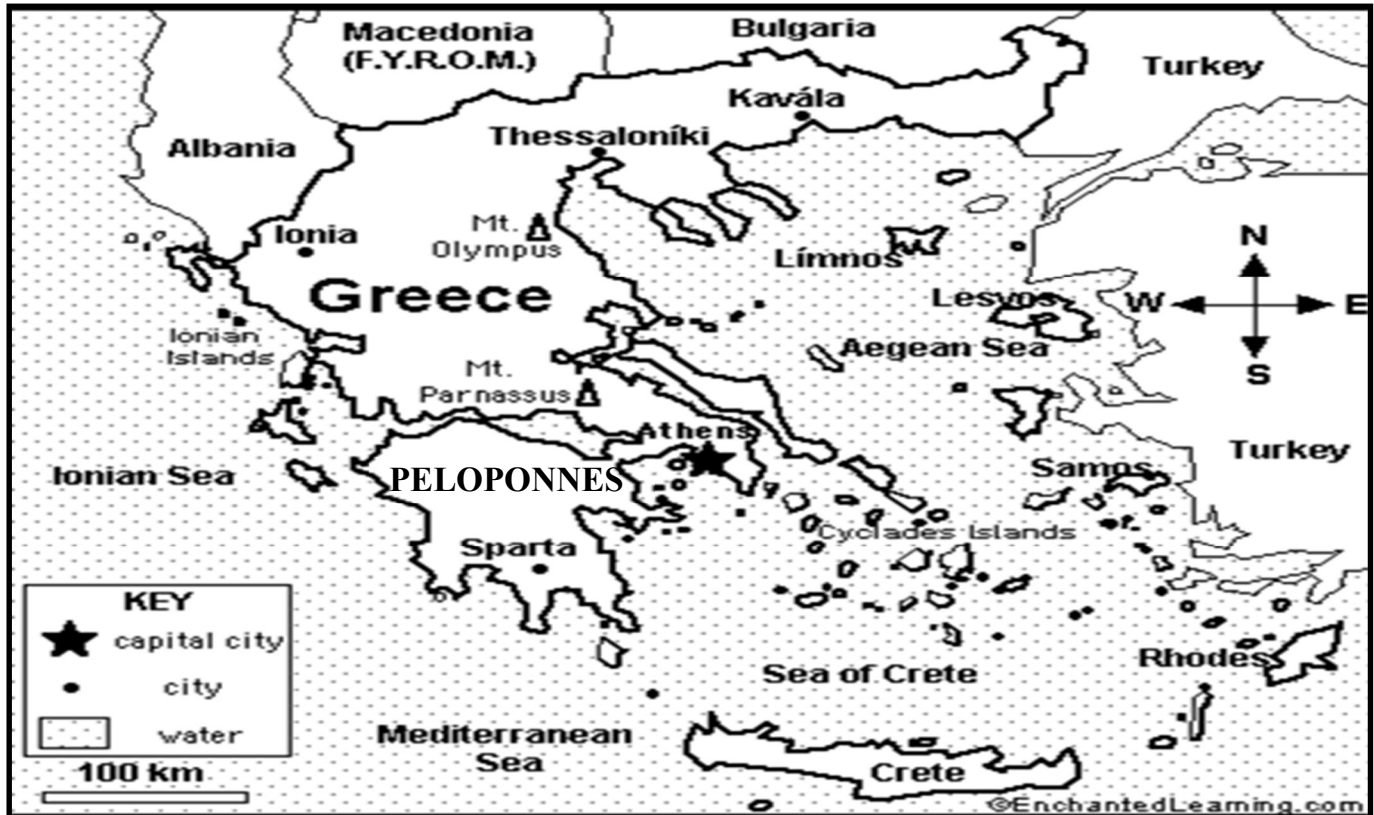 Macedonia
(F.Y.R.O.M.)
Bulgaria
Turkey
Kavála
Thessaloníki
Albania
Mt.
Olympus
Ionia
N
Límnos
Greece
Lesvos
W
E
Ionian
Islands
Aegean Sea
S
Mt.
Parnassus
Athens
Turkey
Ionian Sea
PELOPONNES
Samos
Cyclades Islands
Sparta
KEY
capital city
city
water
Rhodes
Sea of Crete
Mediterranean
Sea
100 km
Crete
©EnchantedLearning.com